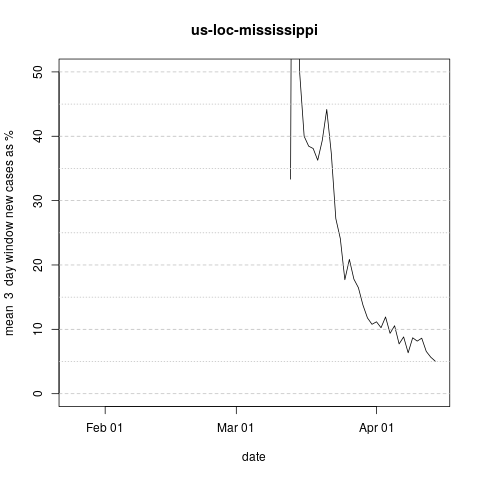 us-loc-mississippi
mean 3 day window new cases as %
50
40
30
20
10
0
Feb 01
Mar 01
Apr 01
date